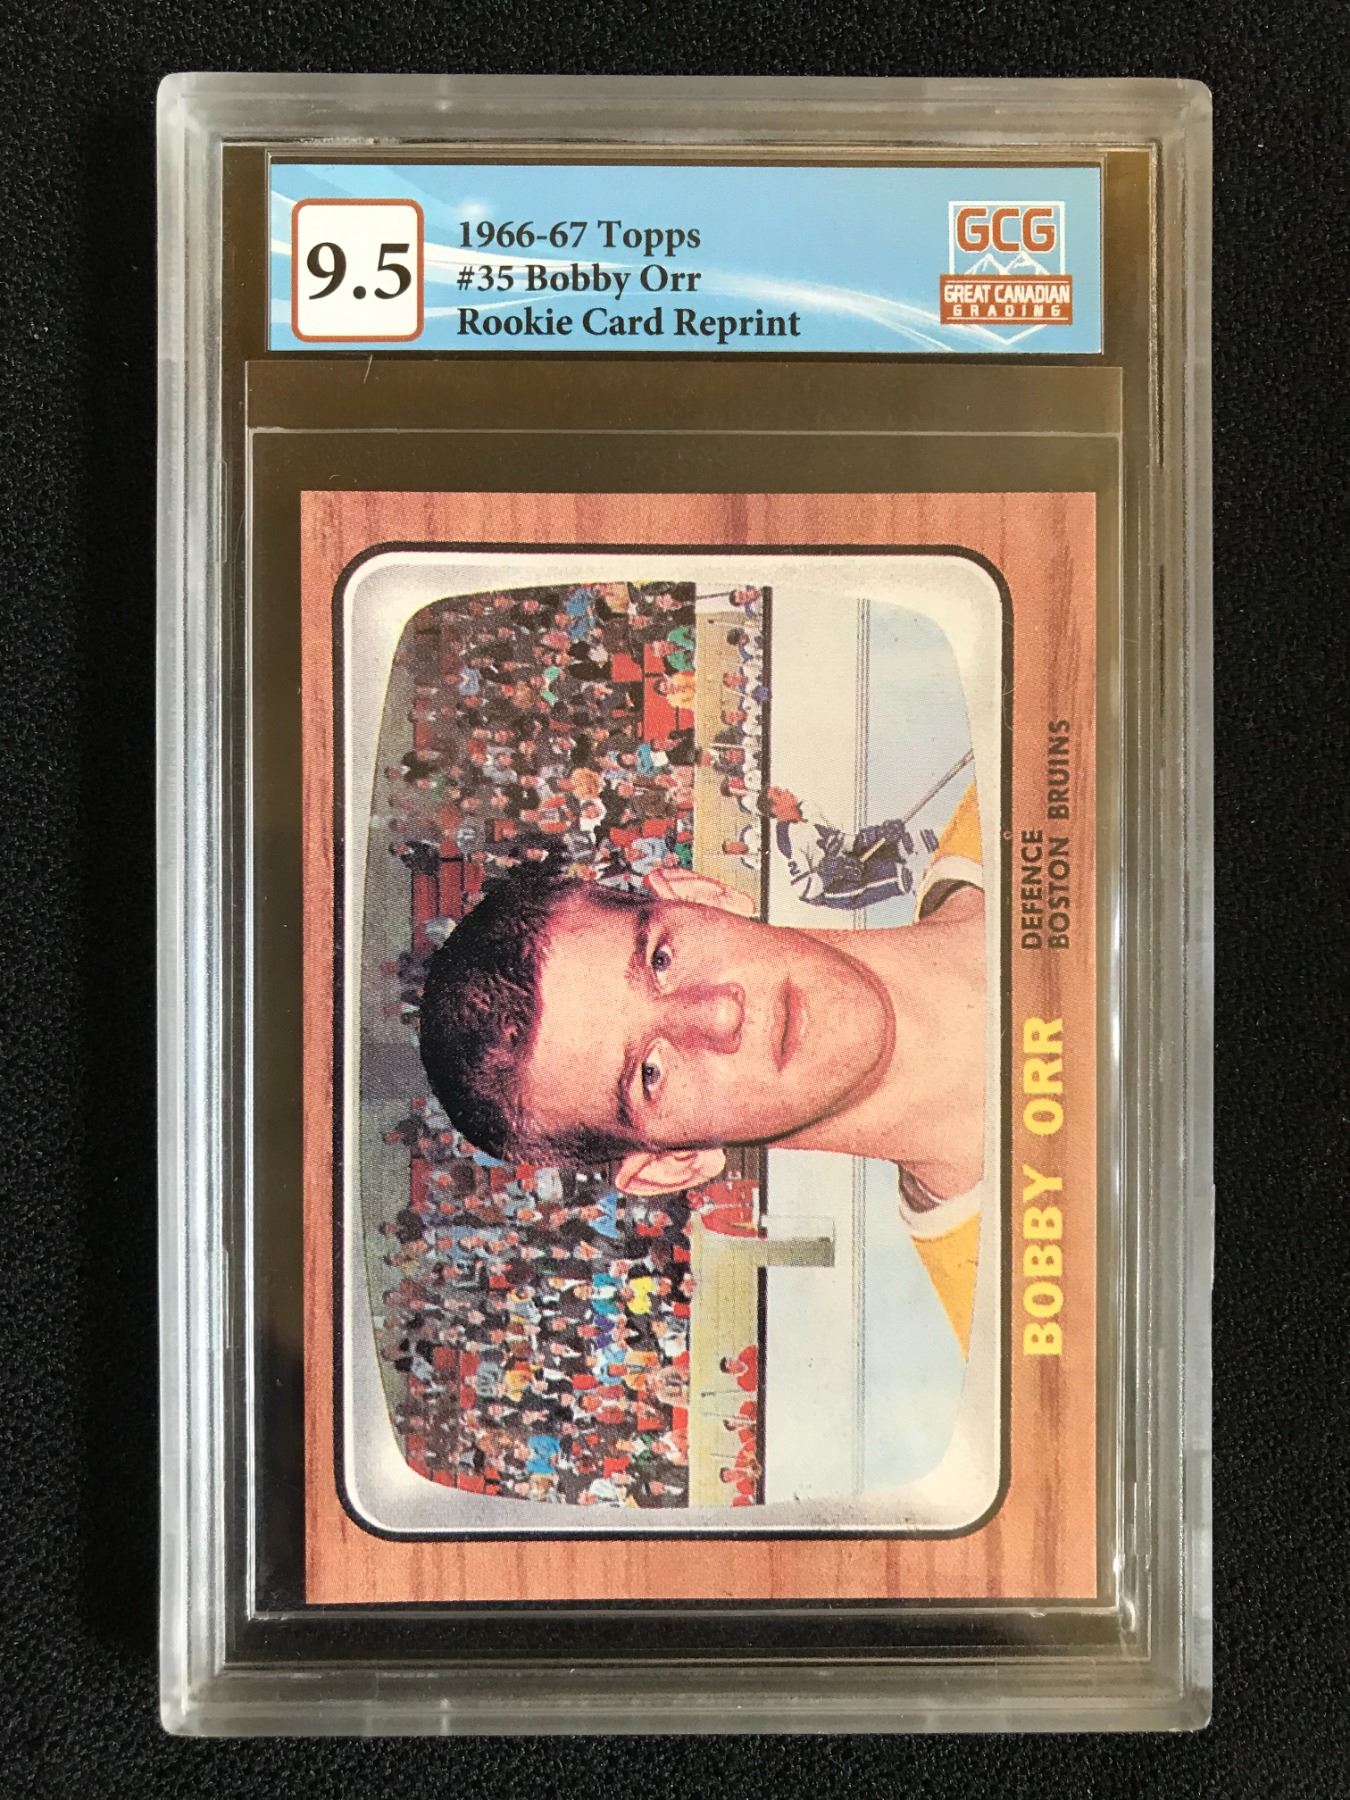 9.5
1966-67 Topps
#35 Bobby Orr
Rookie Card Reprint
GCG
GREAT CANADIAN
GRADING
BOBBY ORR
DEFENCE
BOSTON BRUINS